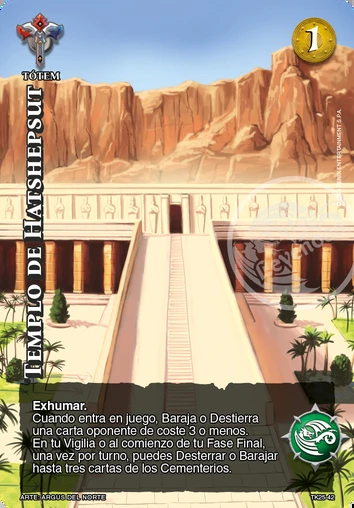 1
TÓTEM
TEMPLO DE HATSHEPSUT
Exhumar.
Cuando entra en juego, Baraja o Destierra
una carta oponente de coste 3 o menos.
En tu Vigilia o al comienzo de tu Fase Final,
una vez por turno, puedes Desterrar o Barajar
hasta tres cartas de los Cementerios.
ARTE: ARGUS DEL NORTE
TK25-42
ENTERTAINMENT S.P.A.